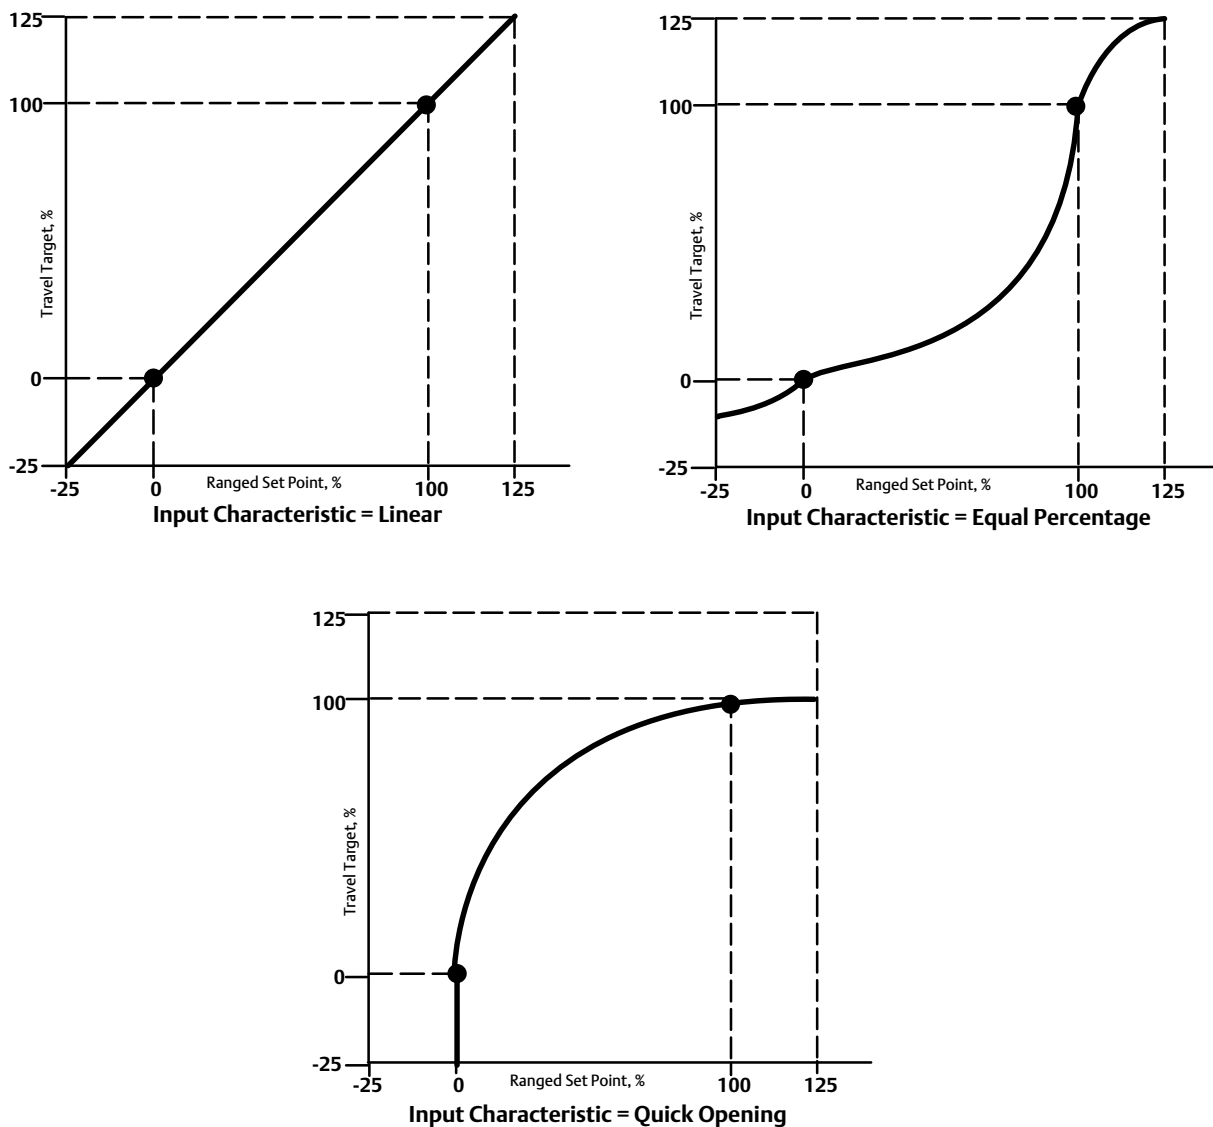 125
100
Travel Target, %
0
-25
-25
0
Ranged Set Point, %
100
125
Input Characteristic = Linear
125
100
Travel Target, %
0
-25
-25
0
Ranged Set Point, %
100
125
Input Characteristic = Equal Percentage
125
100
Travel Target, %
0
-25
-25
0
Ranged Set Point, %
100
125
Input Characteristic = Quick Opening